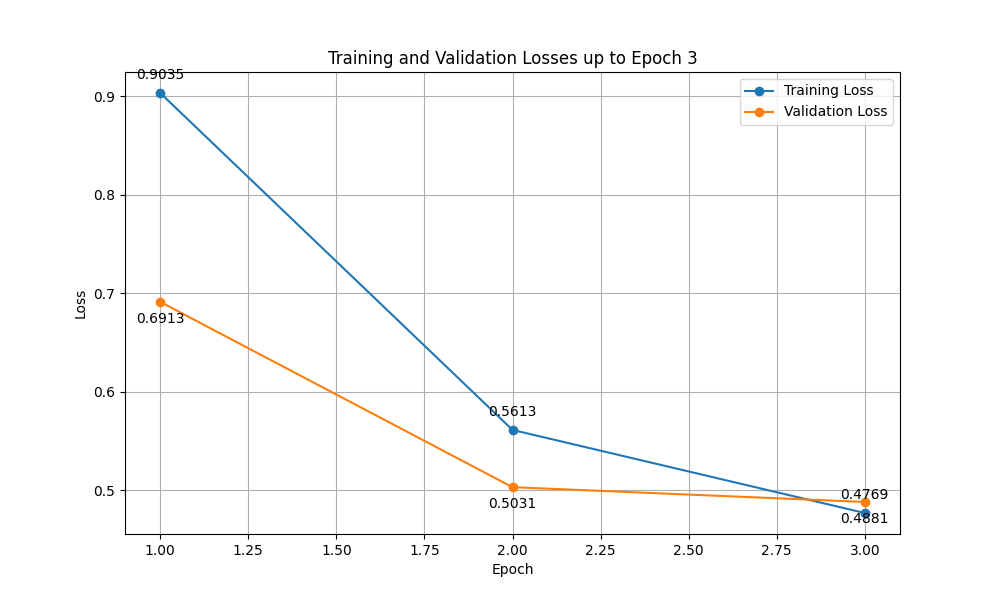 Training and Validation Losses up to Epoch 3
0.9035
Training Loss
Validation Loss
0.9
0.8
0.7
0.6
0.5
Loss
0.6913
0.5613
0.5031
0.4769
0.4881
1.00 1.25 1.50 1.75 2.00 2.25 2.50 2.75 3.00
Epoch